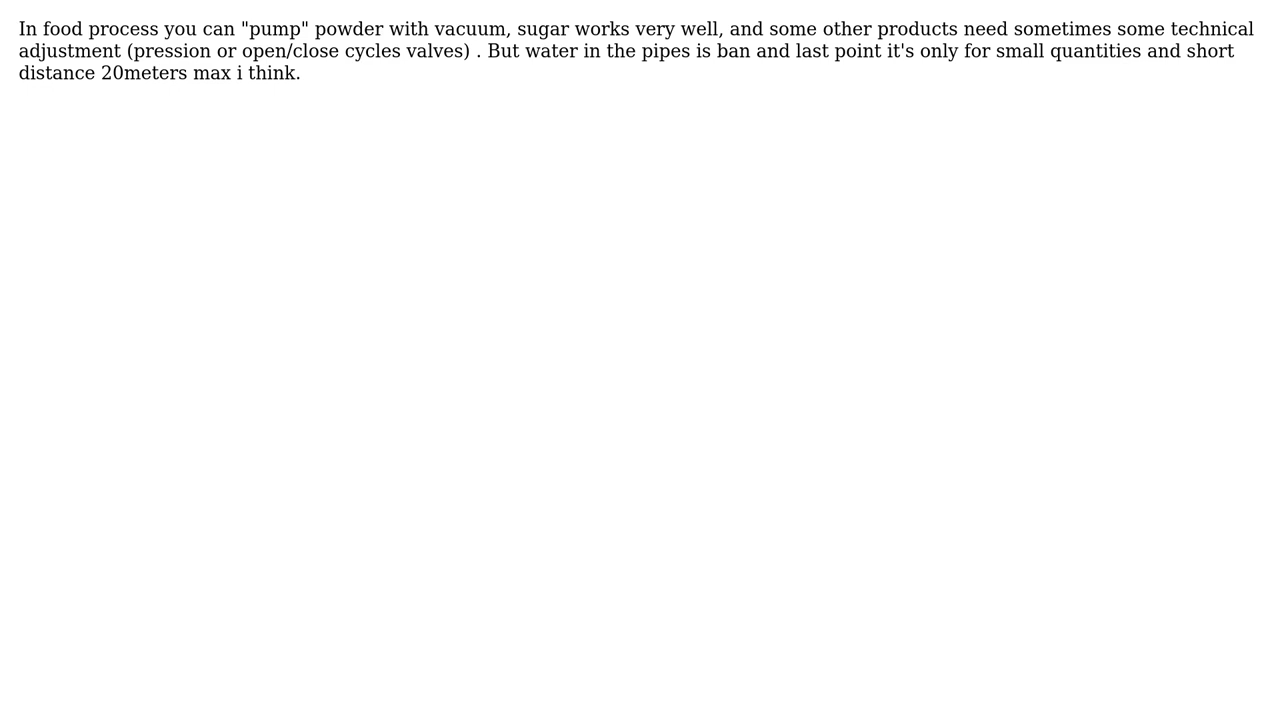 In food process you can "pump" powder with vacuum, sugar works very well, and some other products need sometimes some technical
adjustment (pression or open/close cycles valves) . But water in the pipes is ban and last point it's only for small quantities and short
distance 20meters max i think.